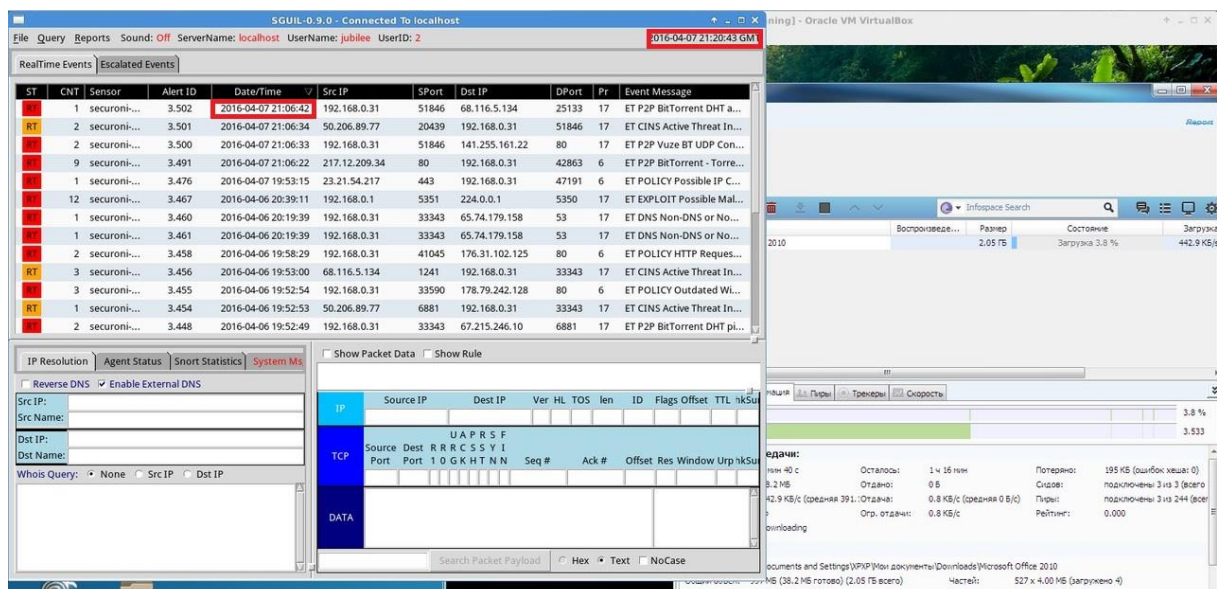 SGUIL-0.9.0 - Connected To localhost
File Query Reports Sound: Off ServerName: localhost UserName: jubilee UserID: 2 2016-04-07 21:20:43 GMT
RealTime Events Escalated Events
ST CNT Sensor Alert ID Date/Time Src IP SPort Dst IP DPort Pr Event Message
RT 1 securoni-... 3.502 2016-04-07 21:06:42 192.168.0.31 51846 68.116.5.134 25133 17 ET P2P BitTorrent DHT a...
RT 2 securoni-... 3.501 2016-04-07 21:06:34 50.206.89.77 20439 192.168.0.31 51846 17 ET CINS Active Threat In...
RT 2 securoni-... 3.500 2016-04-07 21:06:33 192.168.0.31 51846 141.255.161.22 80 17 ET P2P Vuze BT UDP Con...
RT 9 securoni-... 3.491 2016-04-07 21:06:22 217.12.209.34 80 192.168.0.31 42863 6 ET P2P BitTorrent - Torre...
RT 1 securoni-... 3.476 2016-04-07 19:53:15 23.21.54.217 443 192.168.0.31 47191 6 ET POLICY Possible IP C...
RT 12 securoni-... 3.467 2016-04-06 20:39:11 192.168.0.1 5351 224.0.0.1 5350 17 ET EXPLOIT Possible Mal...
RT 1 securoni-... 3.460 2016-04-06 20:19:39 192.168.0.31 33343 65.74.179.158 53 17 ET DNS Non-DNS or No...
RT 1 securoni-... 3.461 2016-04-06 20:19:39 192.168.0.31 33343 65.74.179.158 53 17 ET DNS Non-DNS or No...
RT 2 securoni-... 3.458 2016-04-06 19:58:29 192.168.0.31 41045 176.31.102.125 80 6 ET POLICY HTTP Reques...
RT 3 securoni-... 3.456 2016-04-06 19:53:00 68.116.5.134 1241 192.168.0.31 33343 17 ET CINS Active Threat In...
RT 3 securoni-... 3.455 2016-04-06 19:52:54 192.168.0.31 33590 178.79.242.128 80 6 ET POLICY Outdated Wi...
RT 1 securoni-... 3.454 2016-04-06 19:52:53 50.206.89.77 6881 192.168.0.31 33343 17 ET CINS Active Threat In...
RT 2 securoni-... 3.448 2016-04-06 19:52:49 192.168.0.31 33343 67.215.246.10 6881 17 ET P2P BitTorrent DHT pi...
IP Resolution Agent Status Snort Statistics System Ms
Reverse DNS Enable External DNS
Src IP:
Src Name:
Dst IP:
Dst Name:
Whois Query: None Src IP Dst IP
Show Packet Data Show Rule
IP Source IP Dest IP Ver HL TOS len ID Flags Offset TTL hkSu
TCP
U A P R S F
Source Dest R R R C S S Y I
Port Port 1 0 G K H T N N Seq # Ack # Offset Res Window Urp hkSu
DATA
Search Packet Payload Hex Text NoCase
ning] - Oracle VM VirtualBox
Infospace Search
Воспроизведе... Размер Состояние Загрузка
2010 2.05 ГБ Загрузка 3.8 % 442.9 КБ/с
Пиры Трекеры Скорость
3.8 %
3.533
едачи:
мин 40 с Осталось: 1 ч 16 мин Потеряно: 195 КБ (ошибок хеша: 0)
8.2 МБ Отдано: 0 В Сидов: подключены 3 из 3 (всего
42.9 КБ/с (средняя 391.: Отдача: 0.8 КБ/с (средняя 0 Б/с) Пиры: подключены 3 из 244 (всег
Огр. отдачи: 0.8 КБ/с Рейтинг: 0.000
ownloading
ocuments and Settings\XPXP\Мои документы\Downloads\Microsoft Office 2010
МБ (38.2 МБ готово) (2.05 ГБ всего) Частей: 527 x 4.00 МБ (загружено 4)